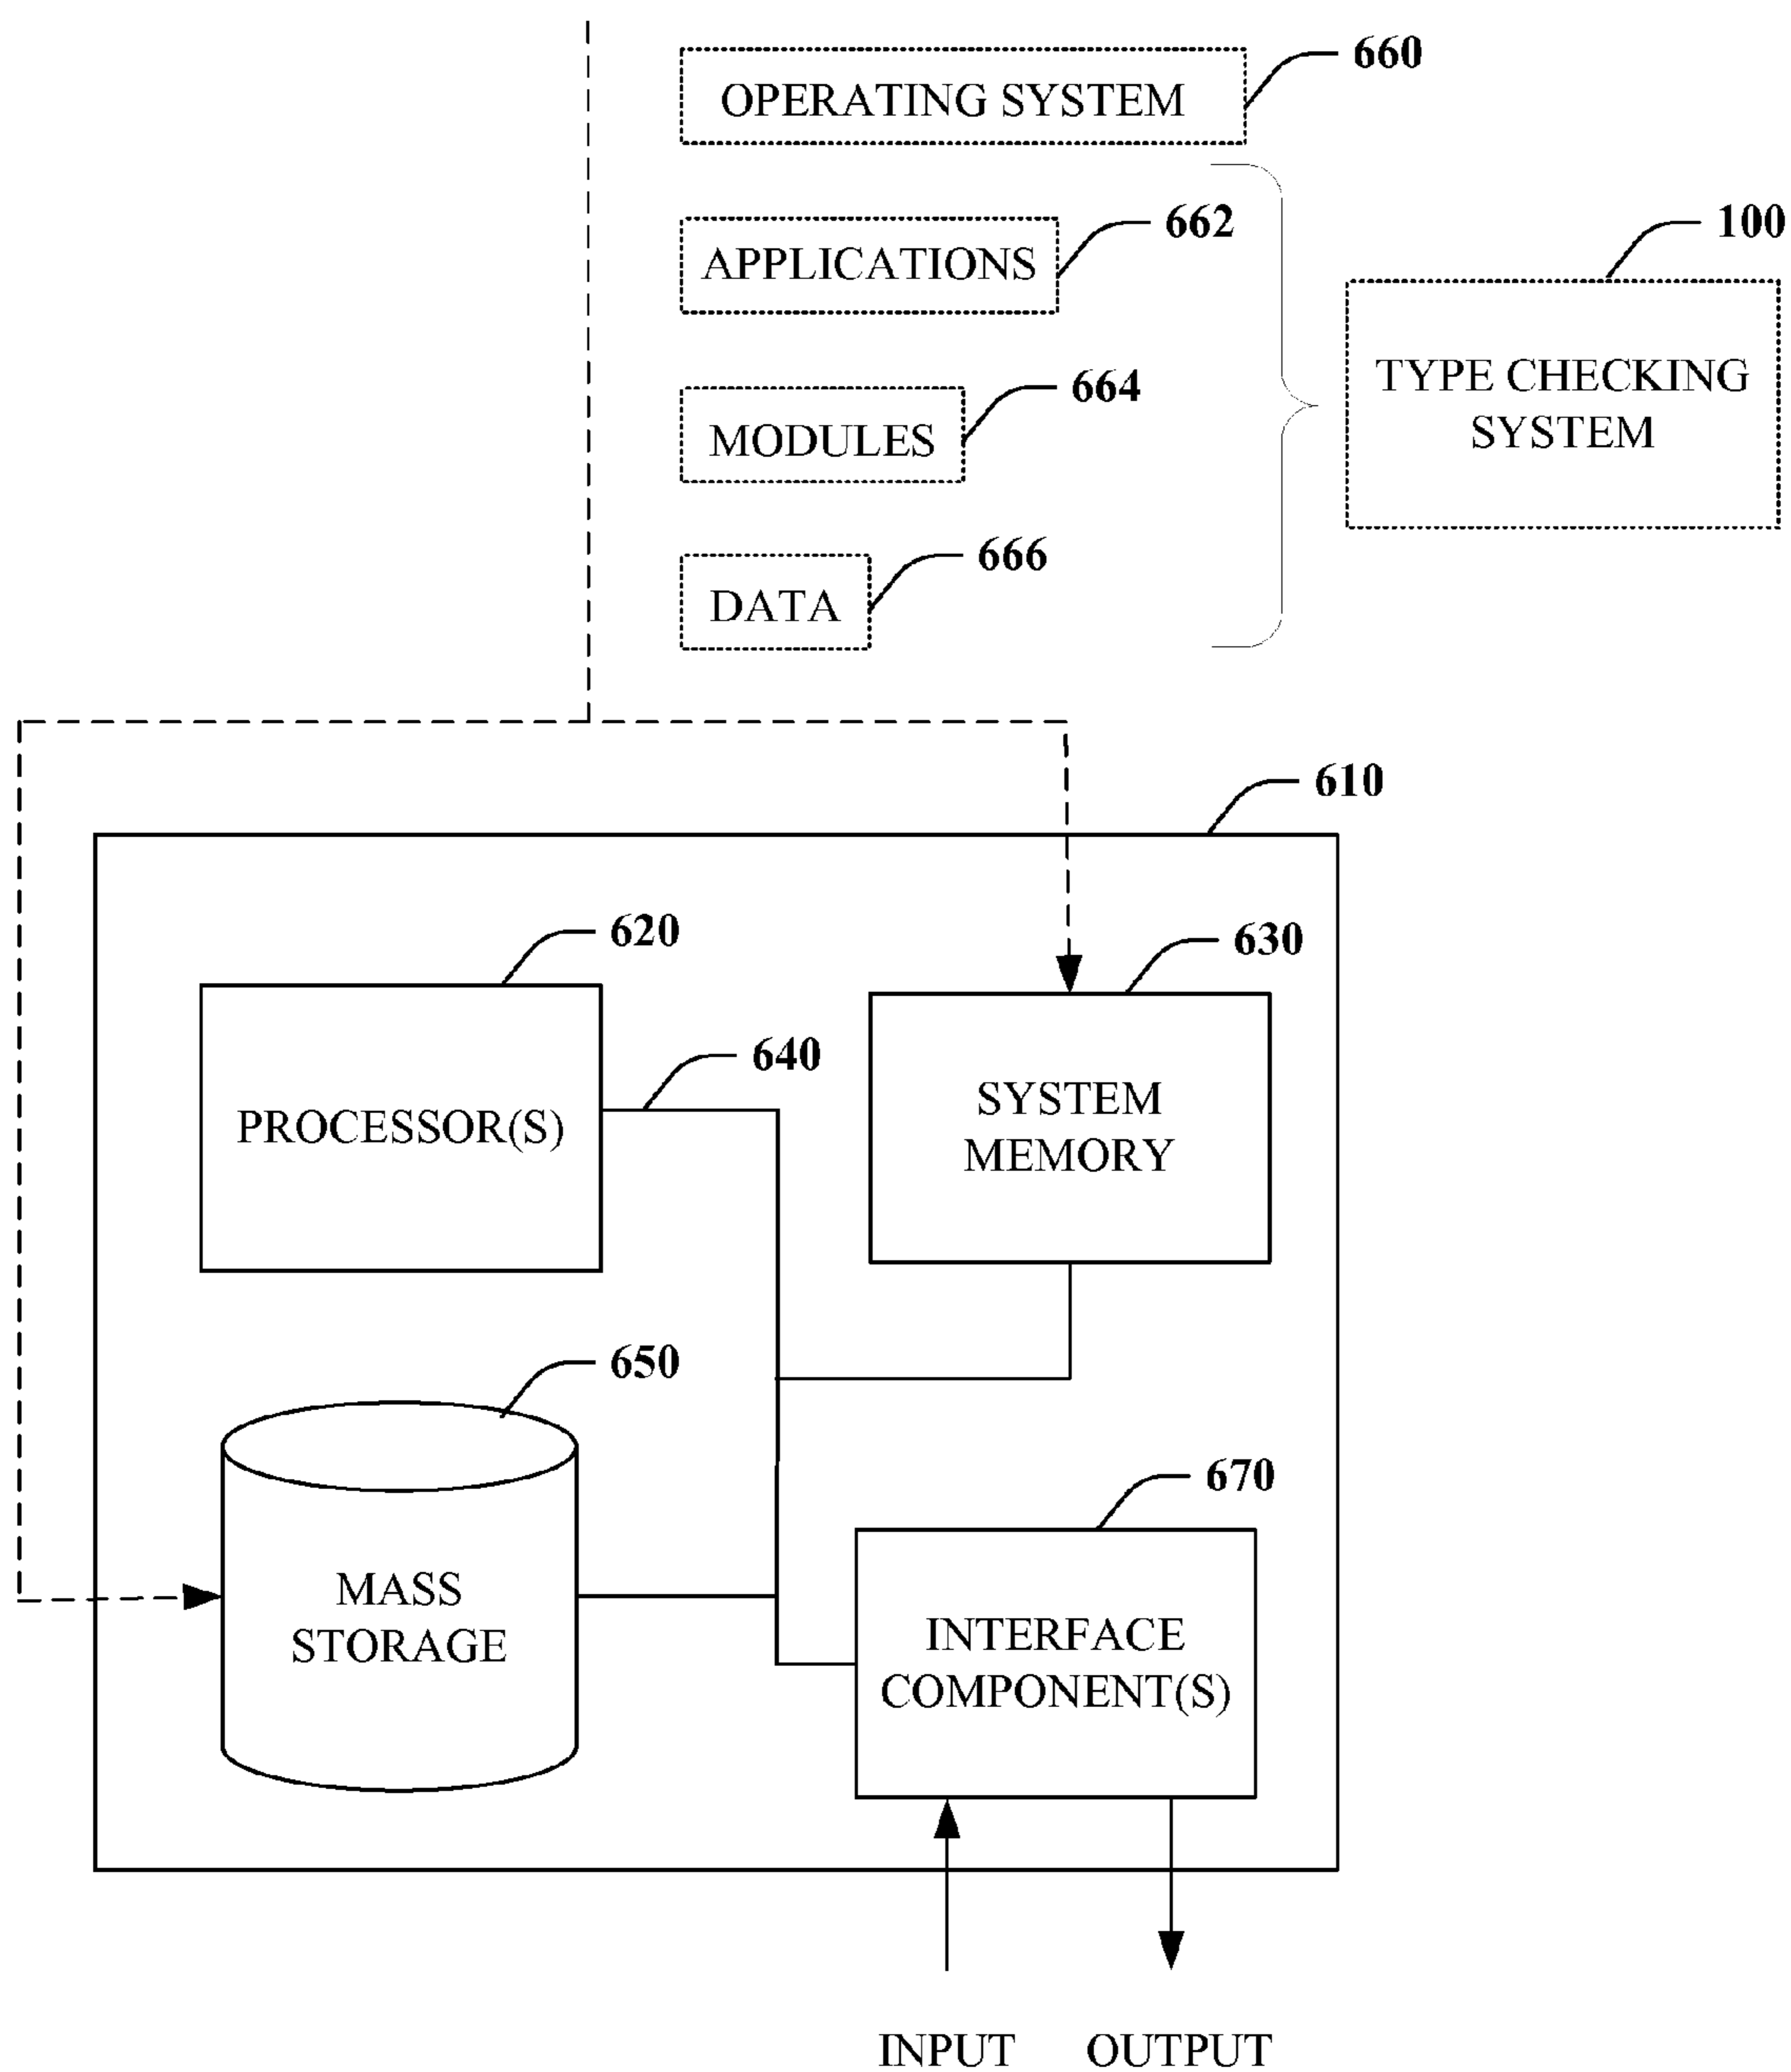 660
OPERATING SYSTEM
662
100
APPLICATIONS
TYPE CHECKING
SYSTEM
664
MODULES
666
DATA
610
620
630
640
PROCESSOR(S)
SYSTEM
MEMORY
650
670
MASS
STORAGE
INTERFACE
COMPONENT(S)
INPUT
OUTPUT